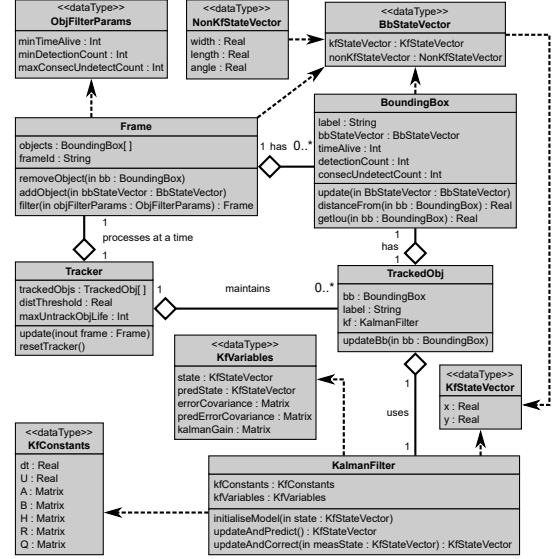 <<dataType>>
ObjFilterParams
minTimeAlive : Int
minDetectionCount : Int
maxConsecUndetectCount : Int
<<dataType>>
NonKfStateVector
width : Real
length : Real
angle : Real
<<dataType>>
BbStateVector
kfStateVector : KfStateVector
nonKfStateVector : NonKfStateVector
Frame
objects : BoundingBox[ ]
frameId : String
removeObject(in bb : BoundingBox)
addObject(in bbStateVector : BbStateVector)
filter(in objFilterParams : ObjFilterParams) : Frame
1 has 0..*
BoundingBox
label : String
bbStateVector : BbStateVector
timeAlive : Int
detectionCount : Int
consecUndetectCount : Int
update(in BbStateVector : BbStateVector)
distanceFrom(in bb : BoundingBox) : Real
getIou(in bb : BoundingBox) : Real
1
processes at a time
1
1
has
1
Tracker
trackedObjs : TrackedObj[ ]
distThreshold : Real
maxUntrackObjLife : Int
update(inout frame : Frame)
resetTracker()
1
maintains
0..*
TrackedObj
bb : BoundingBox
label : String
kf : KalmanFilter
updateBb(in bb : BoundingBox)
<<dataType>>
KfVariables
state : KfStateVector
predState : KfStateVector
errorCovariance : Matrix
predErrorCovariance : Matrix
kalmanGain : Matrix
1
uses
1
<<dataType>>
KfStateVector
x : Real
y : Real
<<dataType>>
KfConstants
dt : Real
U : Real
A : Matrix
B : Matrix
H : Matrix
R : Matrix
Q : Matrix
KalmanFilter
kfConstants : KfConstants
kfVariables : KfVariables
initialiseModel(in state : KfStateVector)
updateAndPredict() : KfStateVector
updateAndCorrect(in measState : KfStateVector) : KfStateVector